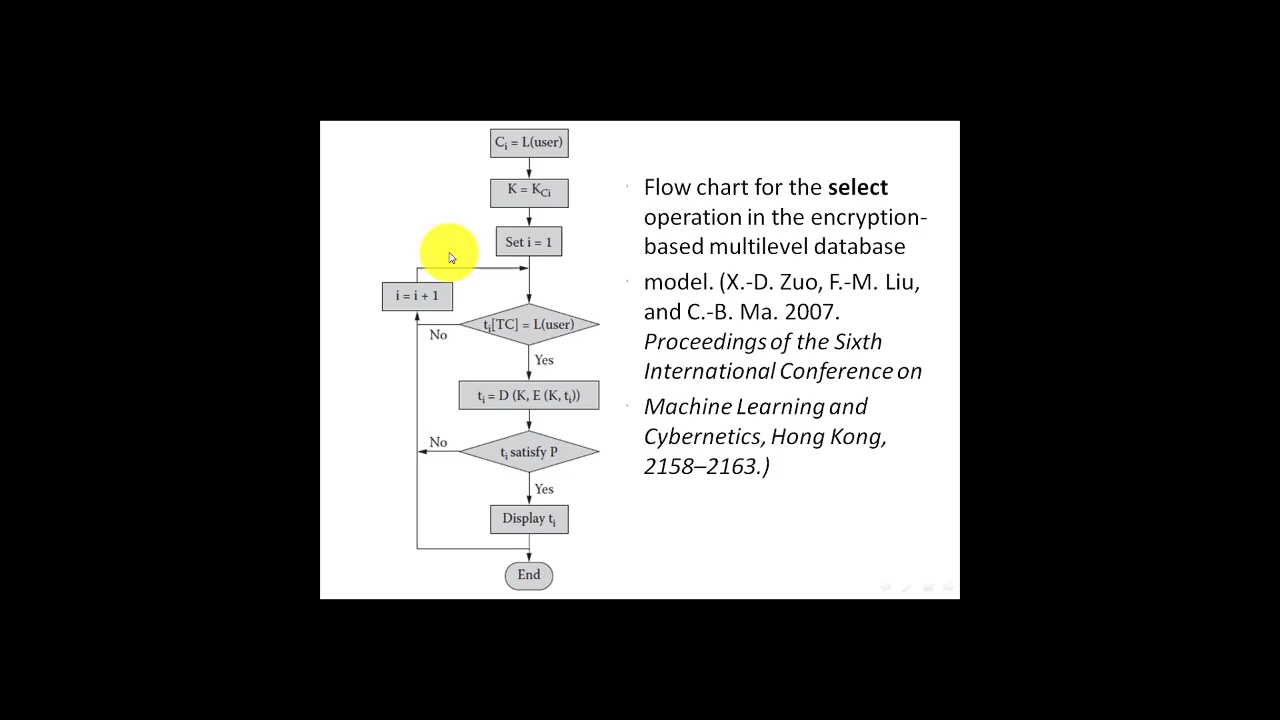 Cᵢ = L(user)
K = K_Cᵢ
Set i = 1
i = i + 1
tᵢ[TC] = L(user)
No
Yes
tᵢ = D (K, E (K, tᵢ))
No
tᵢ satisfy P
Yes
Display tᵢ
End
Flow chart for the select
operation in the encryption-
based multilevel database
model. (X.-D. Zuo, F.-M. Liu,
and C.-B. Ma. 2007.
Proceedings of the Sixth
International Conference on
Machine Learning and
Cybernetics, Hong Kong,
2158–2163.)